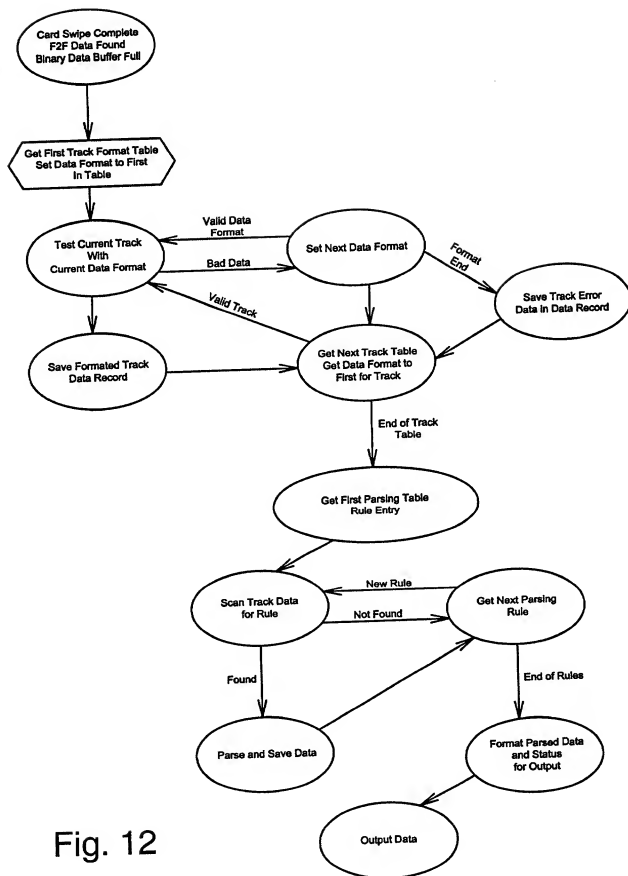 Card Swipe Complete
F2F Data Found
Binary Data Buffer Full
Get First Track Format Table
Set Data Format to First
In Table
Test Current Track
With
Current Data Format
Valid Data
Format
Bad Data
Set Next Data Format
Format
End
Save Track Error
Data In Data Record
Valid Track
Save Formated Track
Data Record
Get Next Track Table
Get Data Format to
First for Track
End of Track
Table
Get First Parsing Table
Rule Entry
Scan Track Data
for Rule
New Rule
Not Found
Get Next Parsing
Rule
Found
End of Rules
Parse and Save Data
Format Parsed Data
and Status
for Output
Output Data
Fig. 12